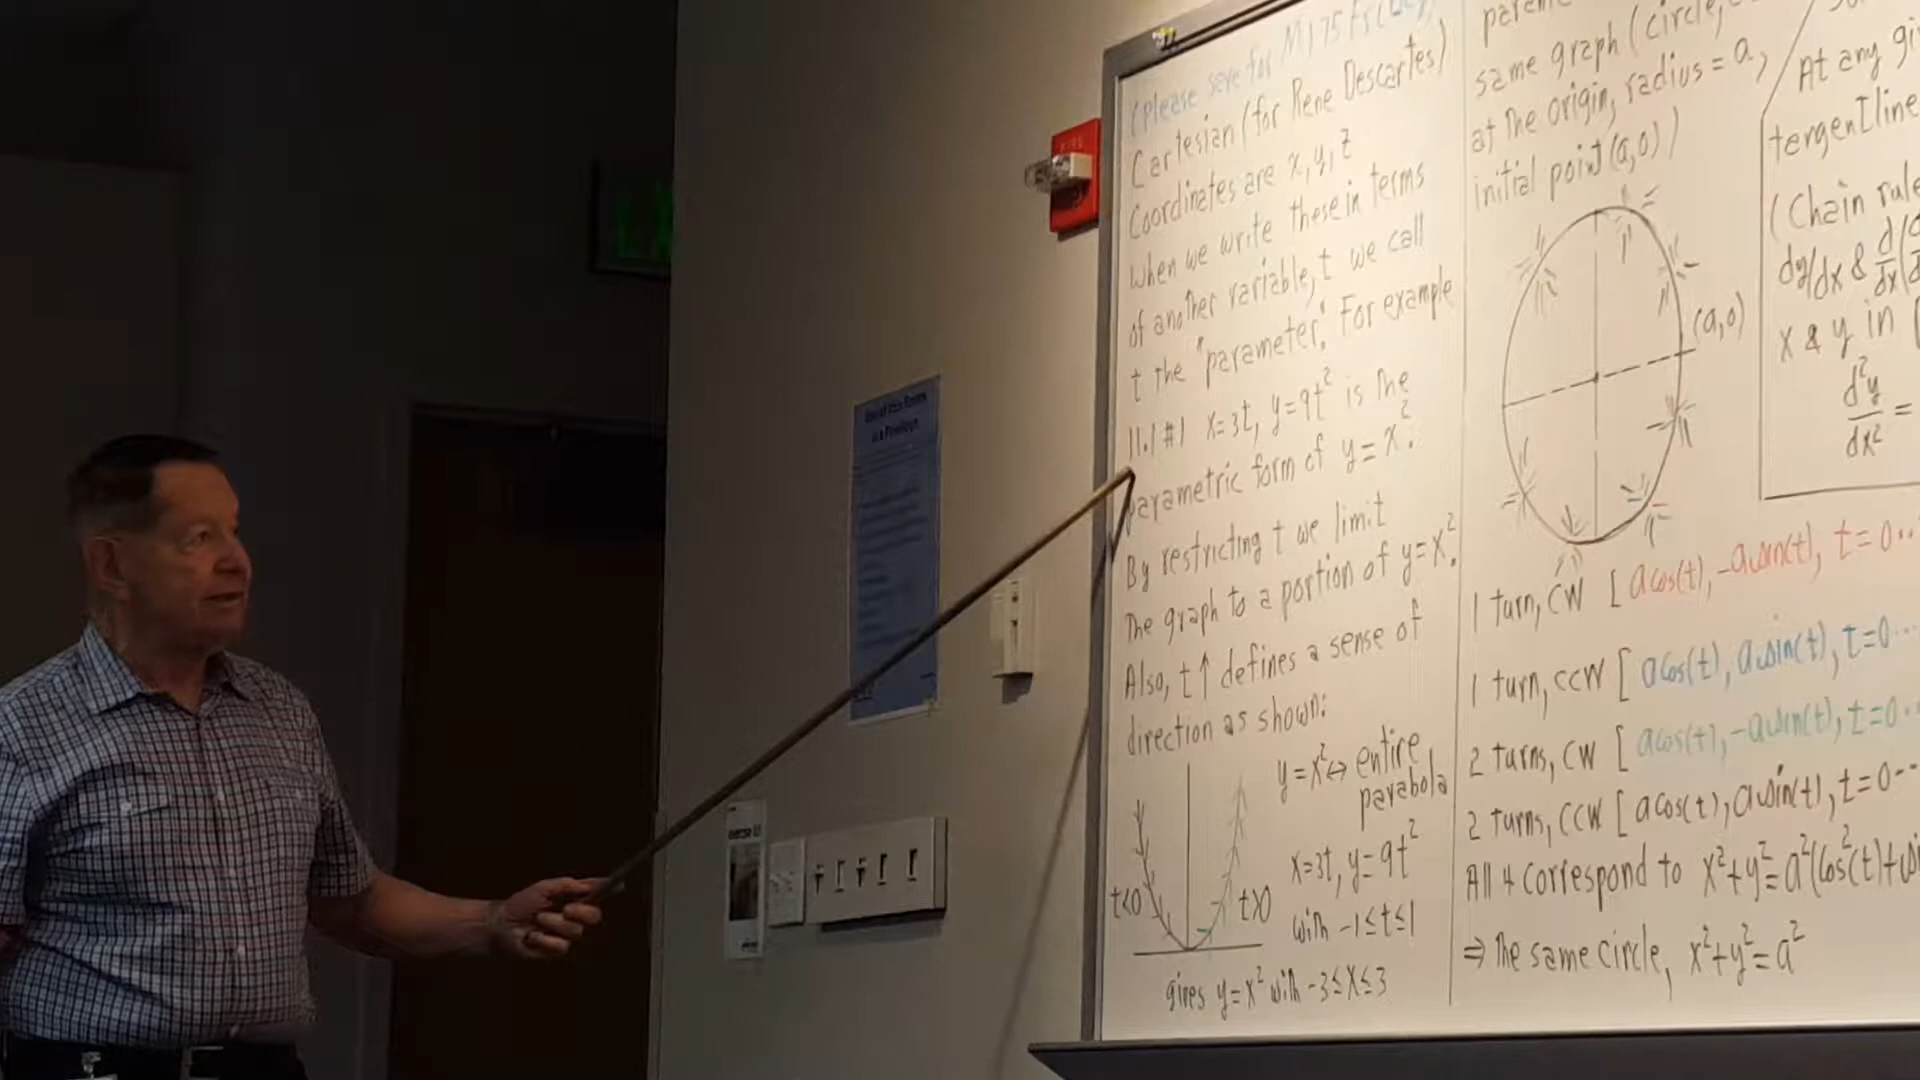 (Please save for M175 Friday)
Cartesian (for Rene Descartes)
Coordinates are x, y, z
When we write these in terms
of another variable, t we call
t the "parameter." For example
11.1 #1 x=3t, y=9t² is the
parametric form of y=x².
By restricting t we limit
the graph to a portion of y=x².
Also, t↑ defines a sense of
direction as shown:
y=x² ↔ entire
parabola
x=3t, y=9t²
t<0
t>0
with -1≤t≤1
gives y=x² with -3≤x≤3
same graph (circle,
at the origin, radius = a,
initial point (a,0))
(a,0)
1 turn, CW [acos(t), -asin(t), t=0..
1 turn, CCW [acos(t), asin(t), t=0...
2 turns, CW [acos(t), -asin(t), t=0..
2 turns, CCW [acos(t), asin(t), t=0...
All 4 correspond to x²+y²=a²(cos²(t)+
⇒ The same circle, x²+y²=a²
At any
(Chain rule
dy/dx & d/dx
x & y in
d²y/dx² =